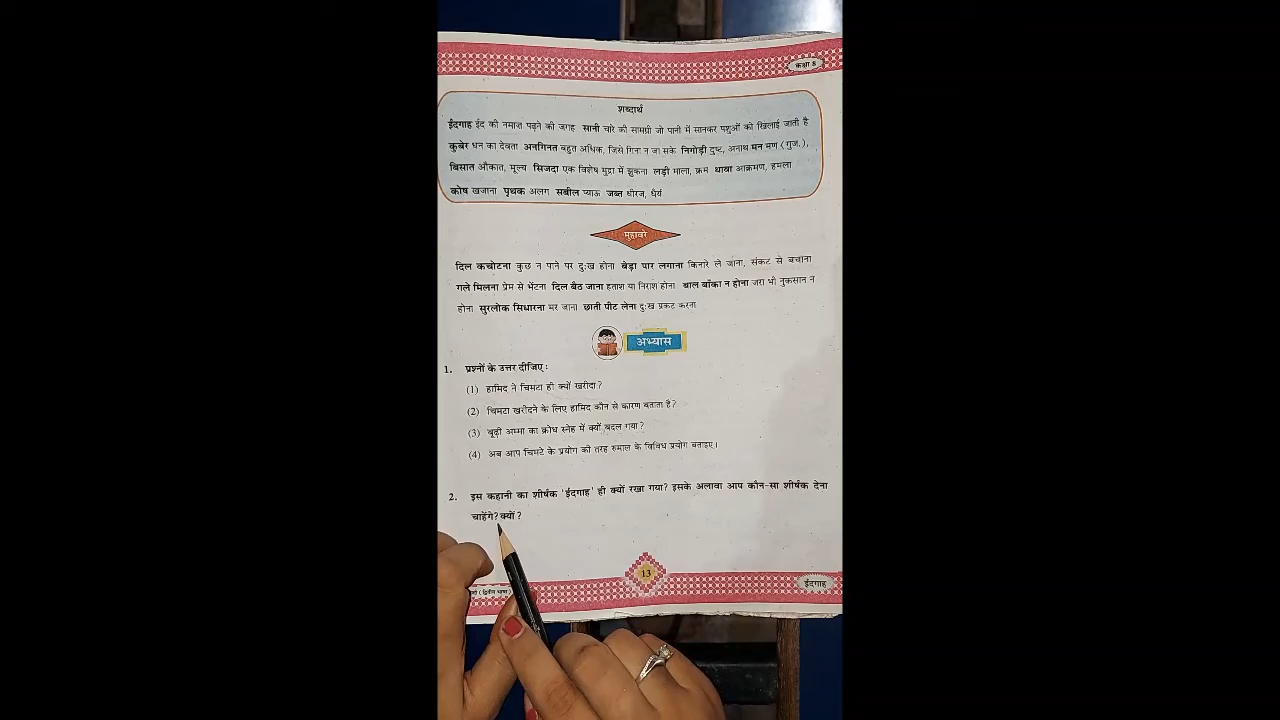 कक्षा 8
शब्दार्थ
ईदगाह ईद की नमाज़ पढ़ने की जगह सानी चारे की सामग्री जो पानी में सानकर पशुओं को खिलाई जाती है
कुबेर धन का देवता अनगिनत बहुत अधिक, जिसे गिना न जा सके निगोड़ी दुष्ट, अनाथ मन मण (गुज.),
बिसात औकात, मूल्य सिजदा एक विशेष मुद्रा में झुकना लड़ी माला, क्रम धावा आक्रमण, हमला
कोष खजाना पृथक अलग सबील प्याऊ जब्त धीरज, धैर्य
मुहावरे
दिल कचोटना कुछ न पाने पर दुःख होना बेड़ा पार लगाना किनारे ले जाना, संकट से बचाना
गले मिलना प्रेम से भेंटना दिल बैठ जाना हताश या निराश होना बाल बाँका न होना जरा भी नुकसान न
होना सुरलोक सिधारना मर जाना छाती पीट लेना दुःख प्रकट करना
अभ्यास
1. प्रश्नों के उत्तर दीजिए :
(1) हामिद ने चिमटा ही क्यों खरीदा?
(2) चिमटा खरीदने के लिए हामिद कौन से कारण बताता है?
(3) बूढ़ी अम्मा का क्रोध स्नेह में क्यों बदल गया?
(4) अब आप चिमटे के प्रयोग की तरह रुमाल के विविध प्रयोग बताइए।
2. इस कहानी का शीर्षक 'ईदगाह' ही क्यों रखा गया? इसके अलावा आप कौन-सा शीर्षक देना
चाहेंगे? क्यों?
13
(द्वितीय भाषा)
ईदगाह